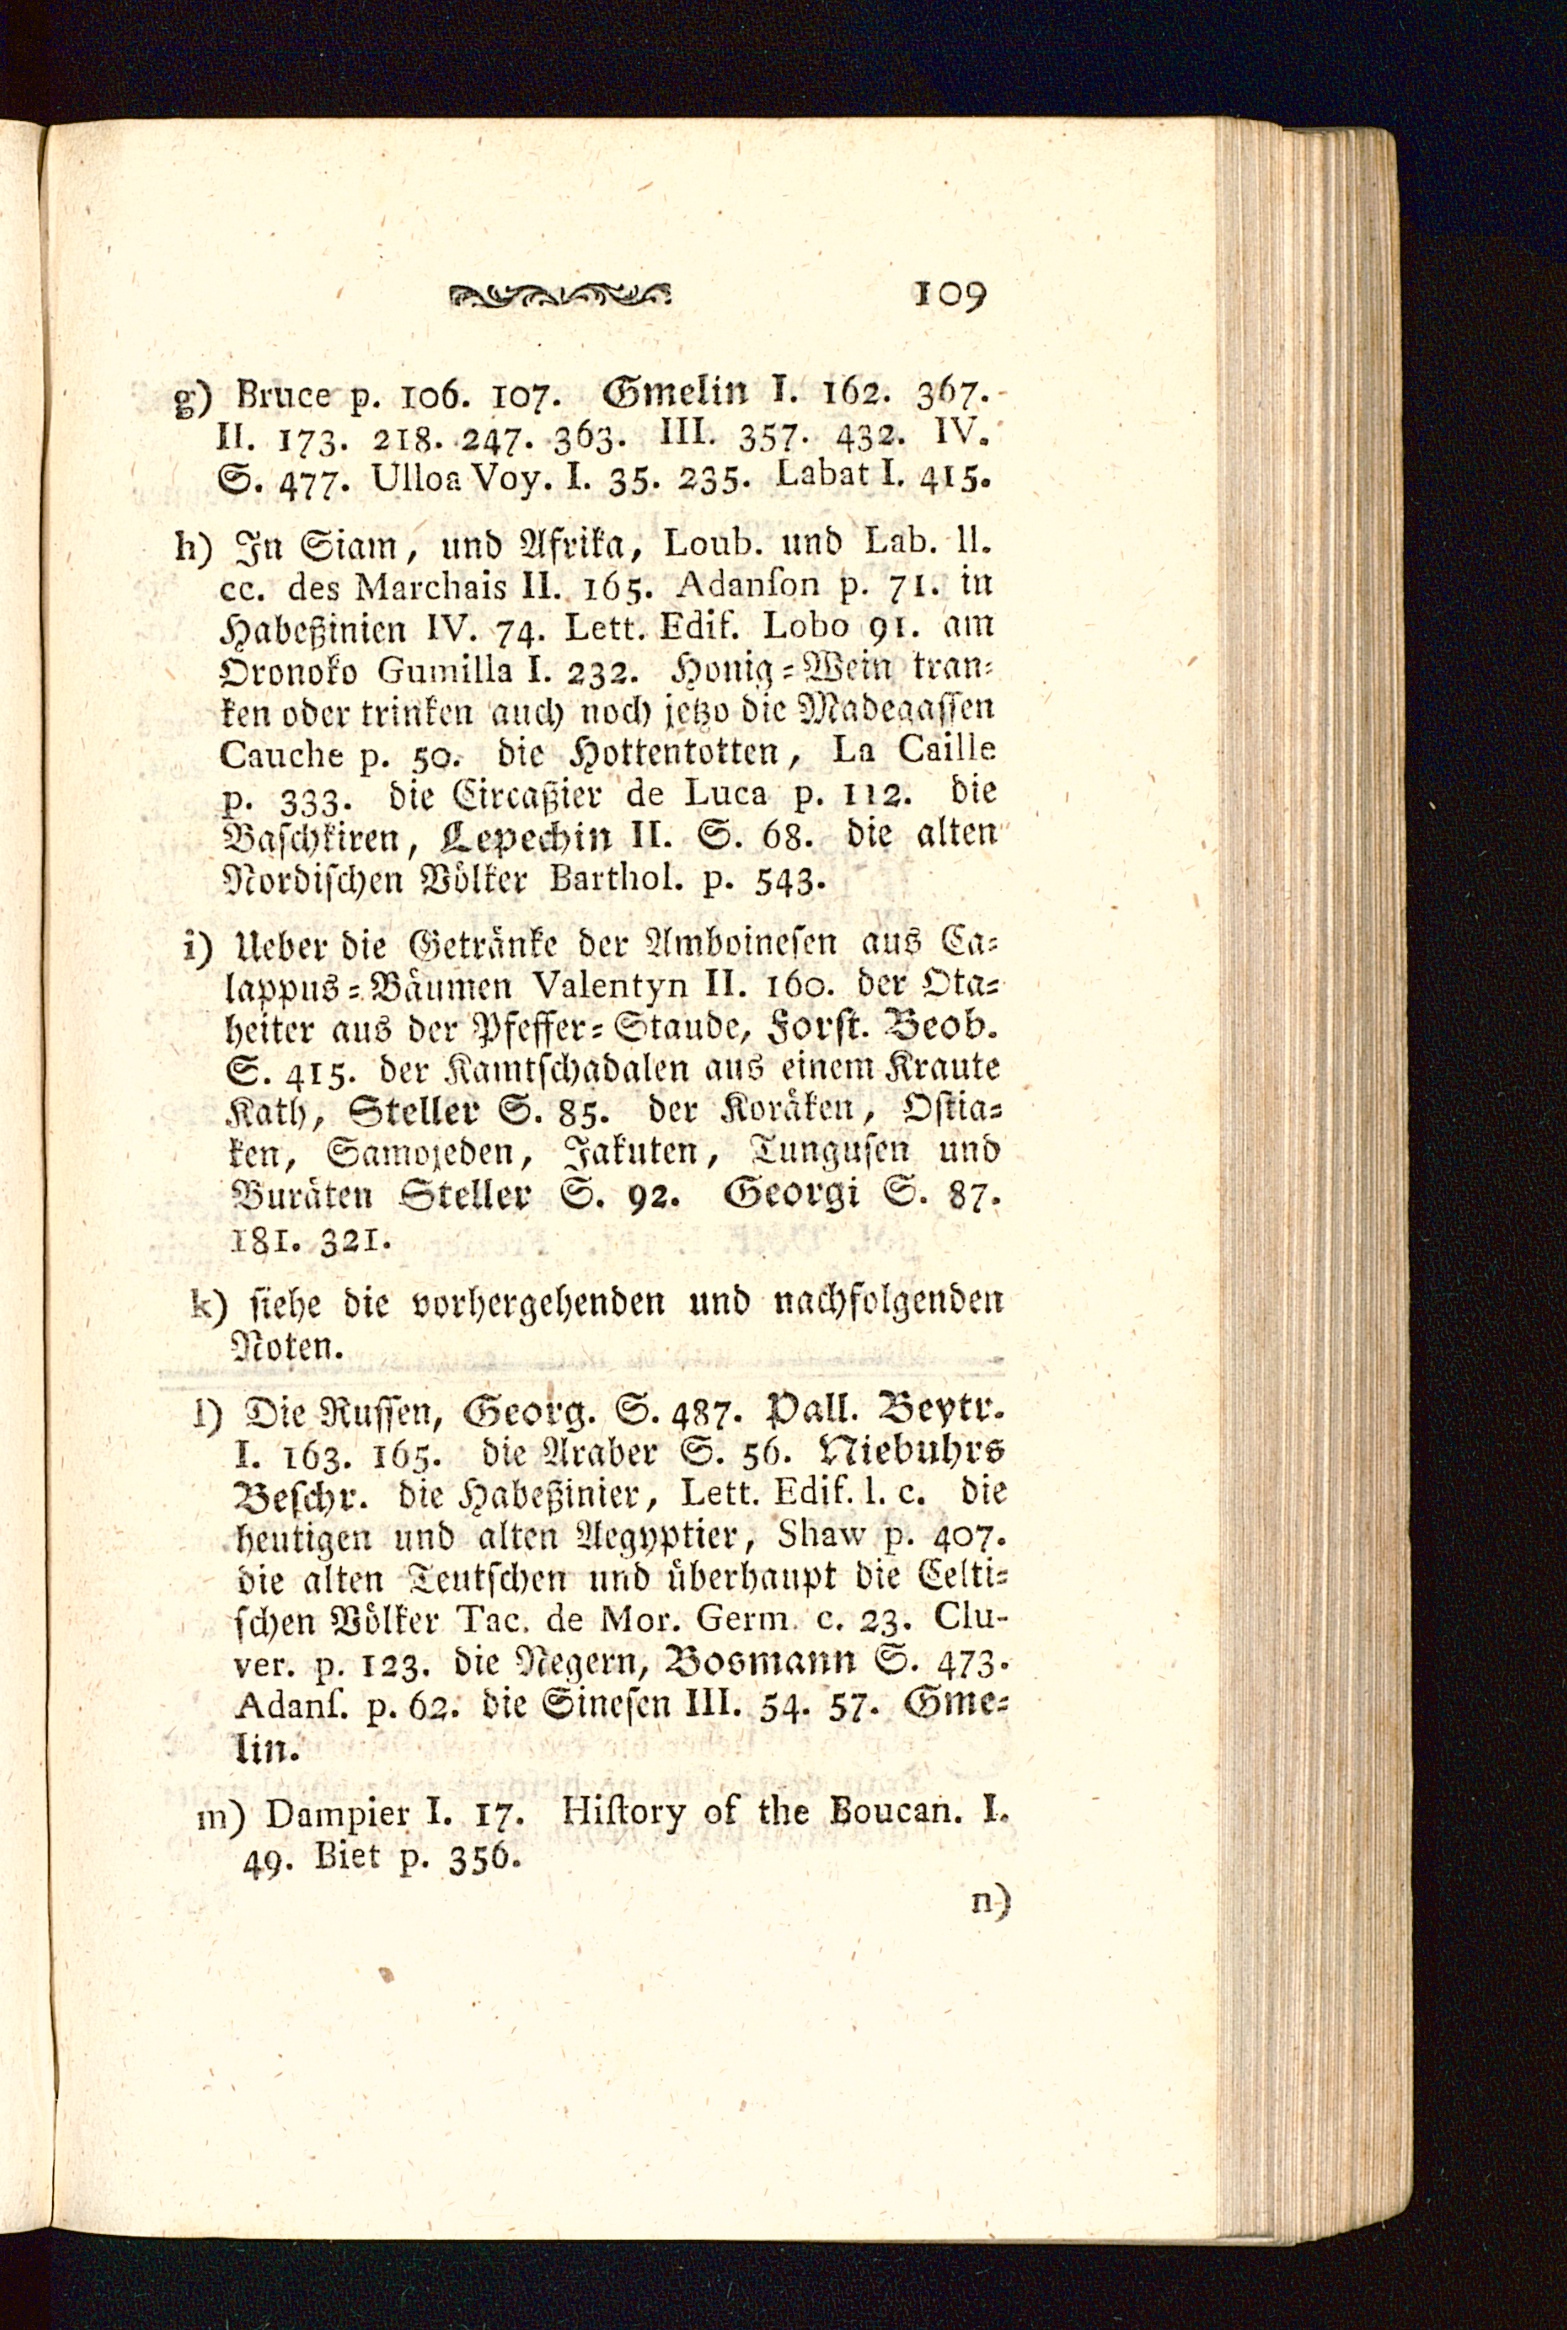 109
g) Bruce p. 106. 107. Gmelin I. 162. 367.
II. 173. 218. 247. 363. III. 357. 432. IV.
S. 477. Ulloa Voy. I. 35. 235. Labat I. 415.
h) In Siam, und Afrika, Loub. und Lab. ll.
cc. des Marchais II. 165. Adanſon p. 71. in
Habeßinien IV. 74. Lett. Edif. Lobo 91. am
Oronoko Gumilla I. 232. Honig=Wein tran=
ken oder trinken auch noch jetzo die Madegaſſen
Cauche p. 50. die Hottentotten, La Caille
p. 333. die Circaßier de Luca p. 112. die
Baſchkiren, Lepechin II. S. 68. die alten
Nordiſchen Völker Barthol. p. 543.
i) Ueber die Getränke der Amboineſen aus Ca=
lappus=Bäumen Valentyn II. 160. der Ota=
heiter aus der Pfeffer=Staude, Forſt. Beob.
S. 415. der Kamtſchadalen aus einem Kraute
Kath, Steller S. 85. der Koräken, Oſtia=
ken, Samojeden, Jakuten, Tunguſen und
Buräten Steller S. 92. Georgi S. 87.
181. 321.
k) ſiehe die vorhergehenden und nachfolgenden
Noten.
l) Die Ruſſen, Georg. S. 487. Pall. Beytr.
I. 163. 165. die Araber S. 56. Niebuhrs
Beſchr. die Habeßinier, Lett. Edif. l. c. die
heutigen und alten Aegyptier, Shaw p. 407.
die alten Teutſchen und überhaupt die Celti=
ſchen Völker Tac. de Mor. Germ. c. 23. Clu-
ver. p. 123. die Negern, Bosmann S. 473.
Adanſ. p. 62. die Sineſen III. 54. 57. Gme=
lin.
m) Dampier I. 17. Hiſtory of the Boucan. I.
49. Biet p. 356.
n)